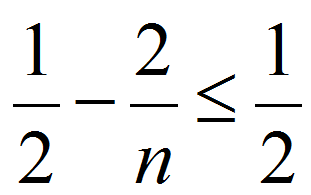 1/2 − 2/n ≤ 1/2